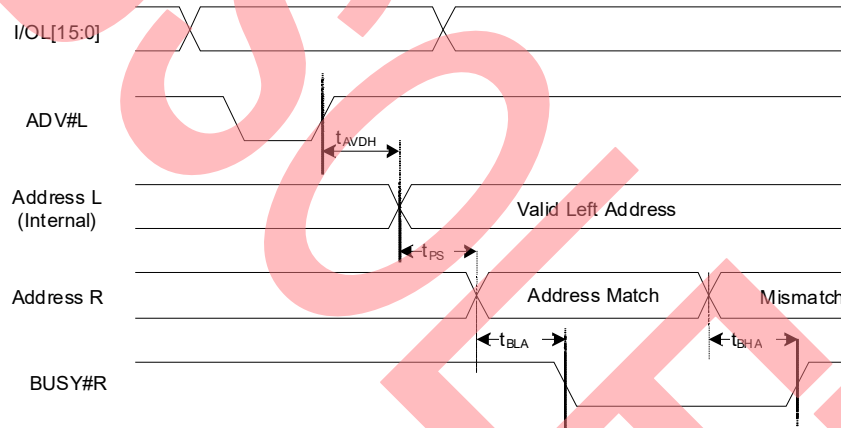 I/OL[15:0]
ADV#L
tAVDH
Address L
(Internal)
Valid Left Address
tPS
Address R
Address Match
Mismatch
tBLA
tBHA
BUSY#R